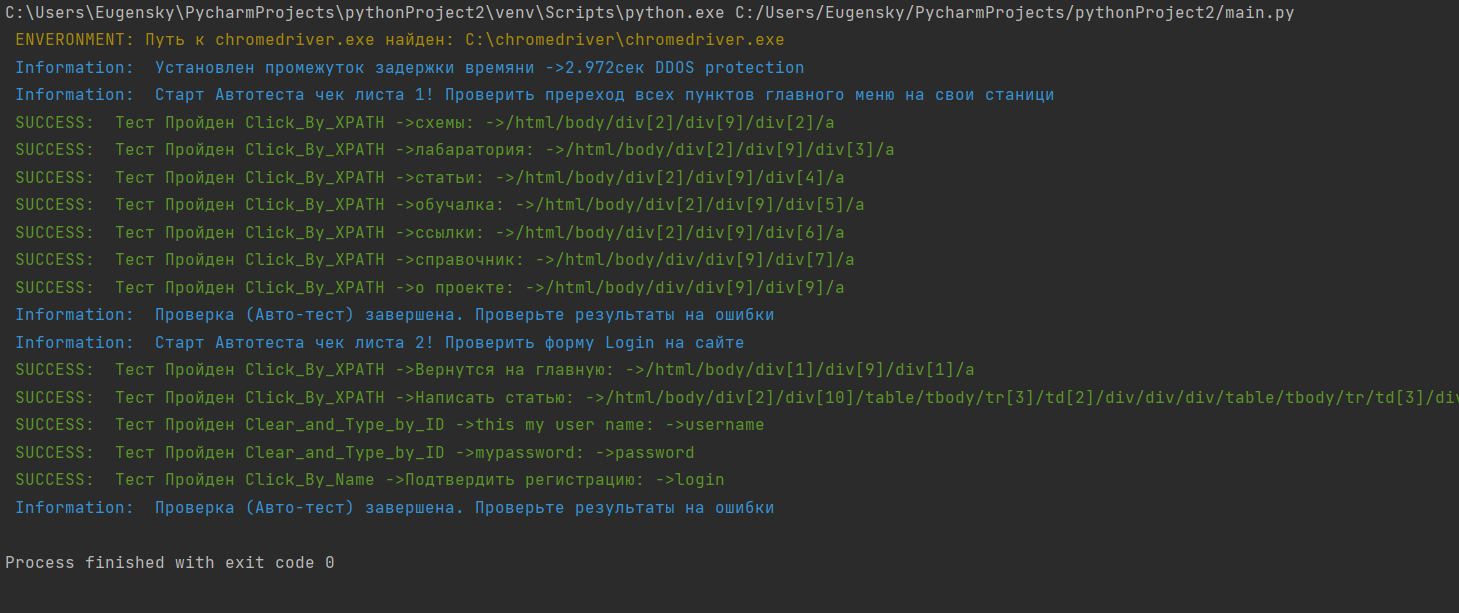 C:\Users\Eugensky\PycharmProjects\pythonProject2\venv\Scripts\python.exe C:/Users/Eugensky/PycharmProjects/pythonProject2/main.py
ENVERONMENT: Путь к chromedriver.exe найден: C:\chromedriver\chromedriver.exe
Information:  Установлен промежуток задержки времяни ->2.972сек DDOS protection
Information:  Старт Автотеста чек листа 1! Проверить преpеход всех пунктов главного меню на свои станици
SUCCESS:  Тест Пройден Click_By_XPATH ->схемы: ->/html/body/div[2]/div[9]/div[2]/a
SUCCESS:  Тест Пройден Click_By_XPATH ->лабаратория: ->/html/body/div[2]/div[9]/div[3]/a
SUCCESS:  Тест Пройден Click_By_XPATH ->статьи: ->/html/body/div[2]/div[9]/div[4]/a
SUCCESS:  Тест Пройден Click_By_XPATH ->обучалка: ->/html/body/div[2]/div[9]/div[5]/a
SUCCESS:  Тест Пройден Click_By_XPATH ->ссылки: ->/html/body/div[2]/div[9]/div[6]/a
SUCCESS:  Тест Пройден Click_By_XPATH ->справочник: ->/html/body/div/div[9]/div[7]/a
SUCCESS:  Тест Пройден Click_By_XPATH ->о проекте: ->/html/body/div/div[9]/div[9]/a
Information:  Проверка (Авто-тест) завершена. Проверьте результаты на ошибки
Information:  Старт Автотеста чек листа 2! Проверить форму Login на сайте
SUCCESS:  Тест Пройден Click_By_XPATH ->Вернутся на главную: ->/html/body/div[1]/div[9]/div[1]/a
SUCCESS:  Тест Пройден Click_By_XPATH ->Написать статью: ->/html/body/div[2]/div[10]/table/tbody/tr[3]/td[2]/div/div/div/table/tbody/tr/td[3]/div
SUCCESS:  Тест Пройден Clear_and_Type_by_ID ->this my user name: ->username
SUCCESS:  Тест Пройден Clear_and_Type_by_ID ->mypassword: ->password
SUCCESS:  Тест Пройден Click_By_Name ->Подтвердить регистрацию: ->login
Information:  Проверка (Авто-тест) завершена. Проверьте результаты на ошибки
Process finished with exit code 0